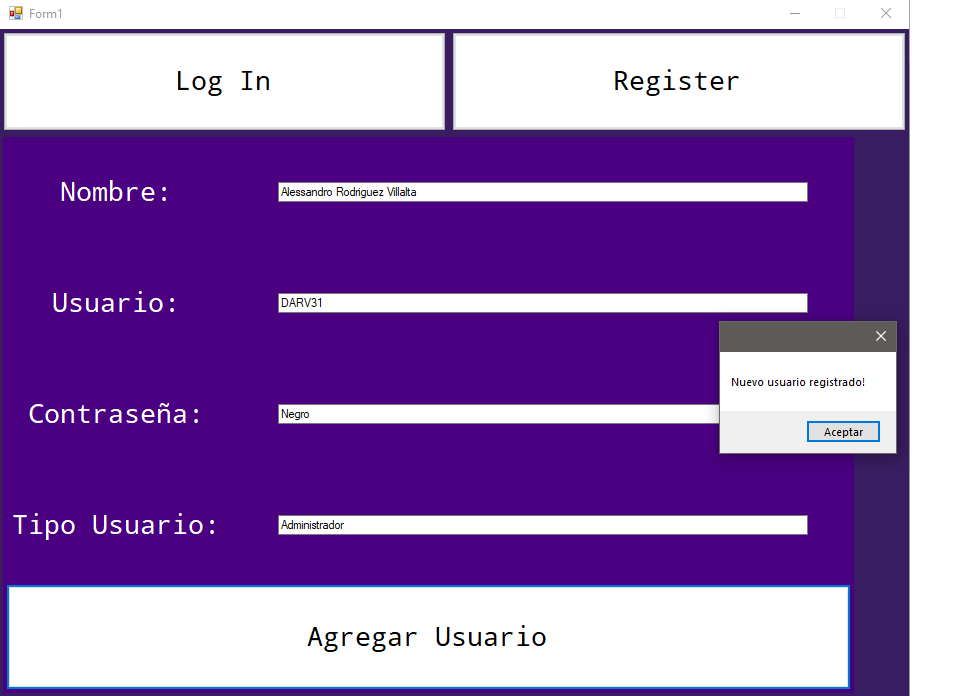 Form1
Log In
Register
Nombre:
Alessandro Rodriguez Villalta
Usuario:
DARV31
Nuevo usuario registrado!
Contraseña:
Negro
Aceptar
Tipo Usuario:
Administrador
Agregar Usuario